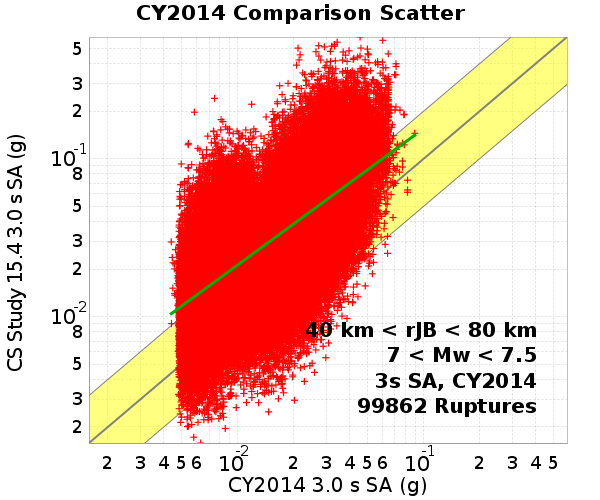 CY2014 Comparison Scatter
CS Study 15.4 3.0 s SA (g)
5
3
2
10⁻¹
8
5
3
2
10⁻²
8
5
3
2
40 km < rJB < 80 km
7 < Mw < 7.5
3s SA, CY2014
99862 Ruptures
2 3 4 5 6 10⁻² 2 3 4 5 6 10⁻¹ 2 3 4 5
CY2014 3.0 s SA (g)